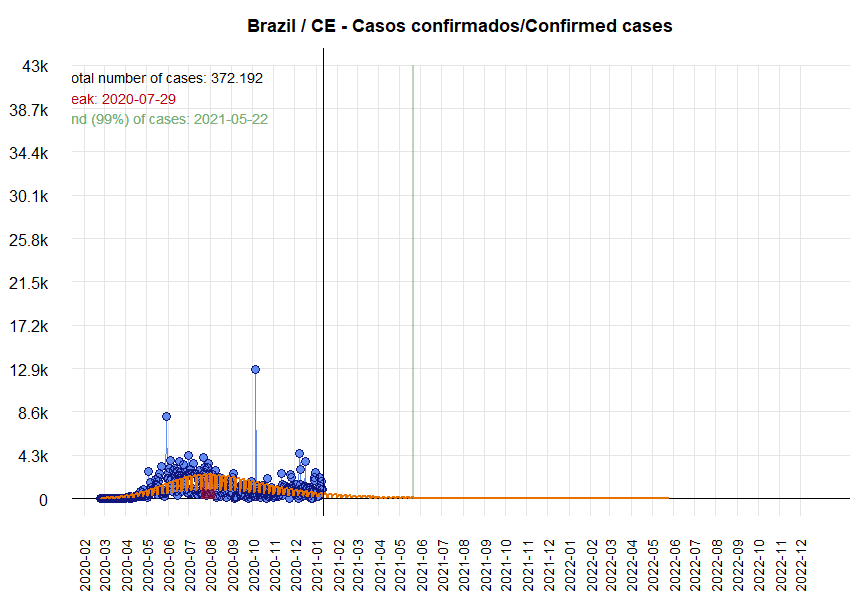 Brazil / CE - Casos confirmados/Confirmed cases
43k
otal number of cases: 372.192
eak: 2020-07-29
38.7k
nd (99%) of cases: 2021-05-22
34.4k
30.1k
25.8k
21.5k
17.2k
12.9k
8.6k
4.3k
0
2020-02
2020-03
2020-04
2020-05
2020-06
2020-07
2020-08
2020-09
2020-10
2020-11
2020-12
2021-01
2021-02
2021-03
2021-04
2021-05
2021-06
2021-07
2021-08
2021-09
2021-10
2021-11
2021-12
2022-01
2022-02
2022-03
2022-04
2022-05
2022-06
2022-07
2022-08
2022-09
2022-10
2022-11
2022-12